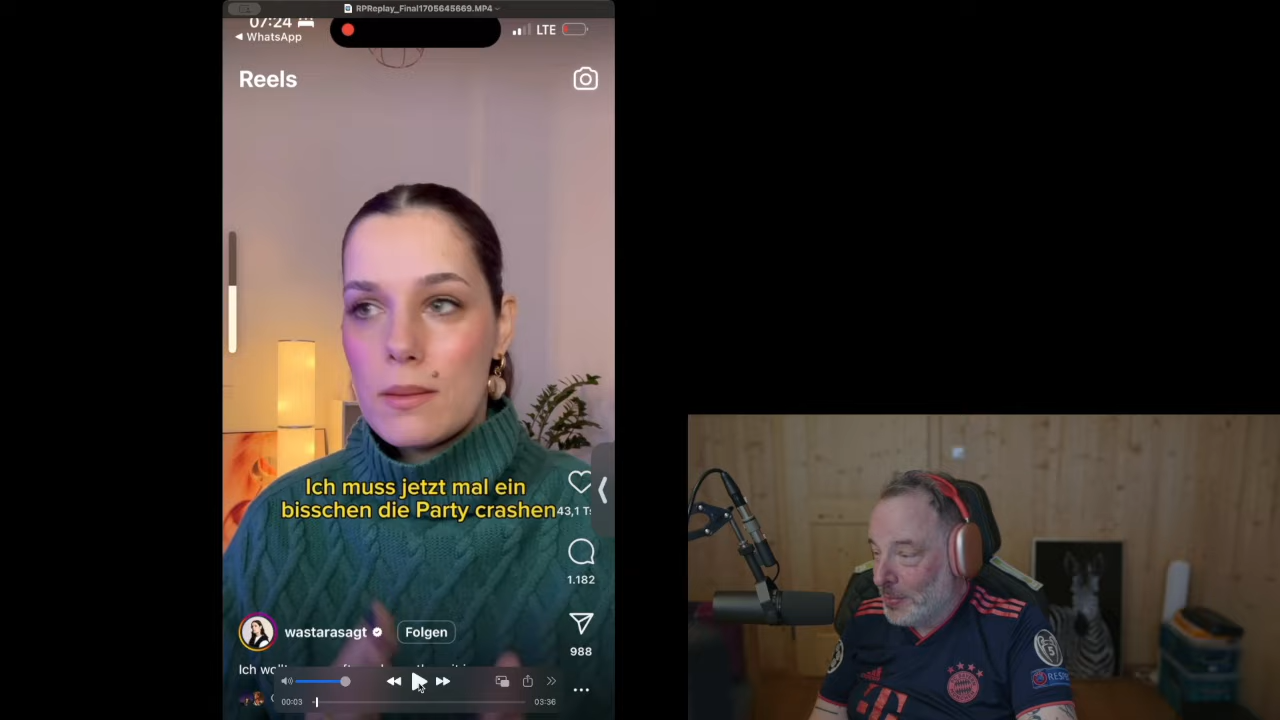 RPReplay_Final1705645669.MP4
07:24
LTE
◀ WhatsApp
Reels
Ich muss jetzt mal ein
bisschen die Party crashen
43,1
1.182
988
wastarasagt
Folgen
00:03
03:36
RESPE